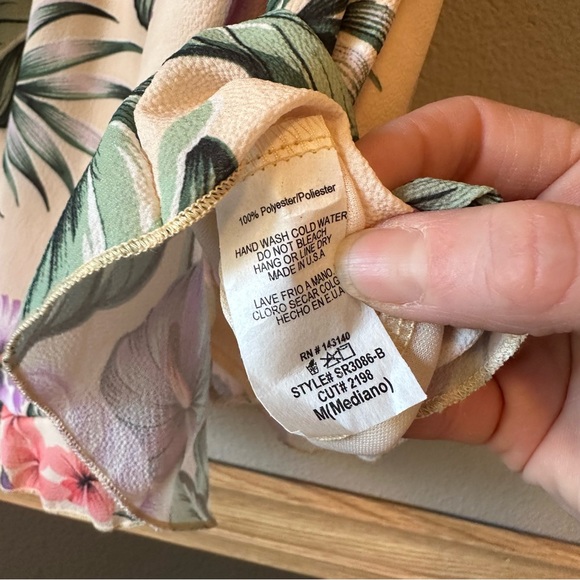 100% Polyester/Poliester
HAND WASH COLD WATER
DO NOT BLEACH
HANG OR LINE DRY
MADE IN U.S.A
LAVE FRIO A MANO,
CLORO SECAR COLG
HECHO EN E.U.
RN # 143140
STYLE# SR3086-B
CUT# 2198
M(Mediano)